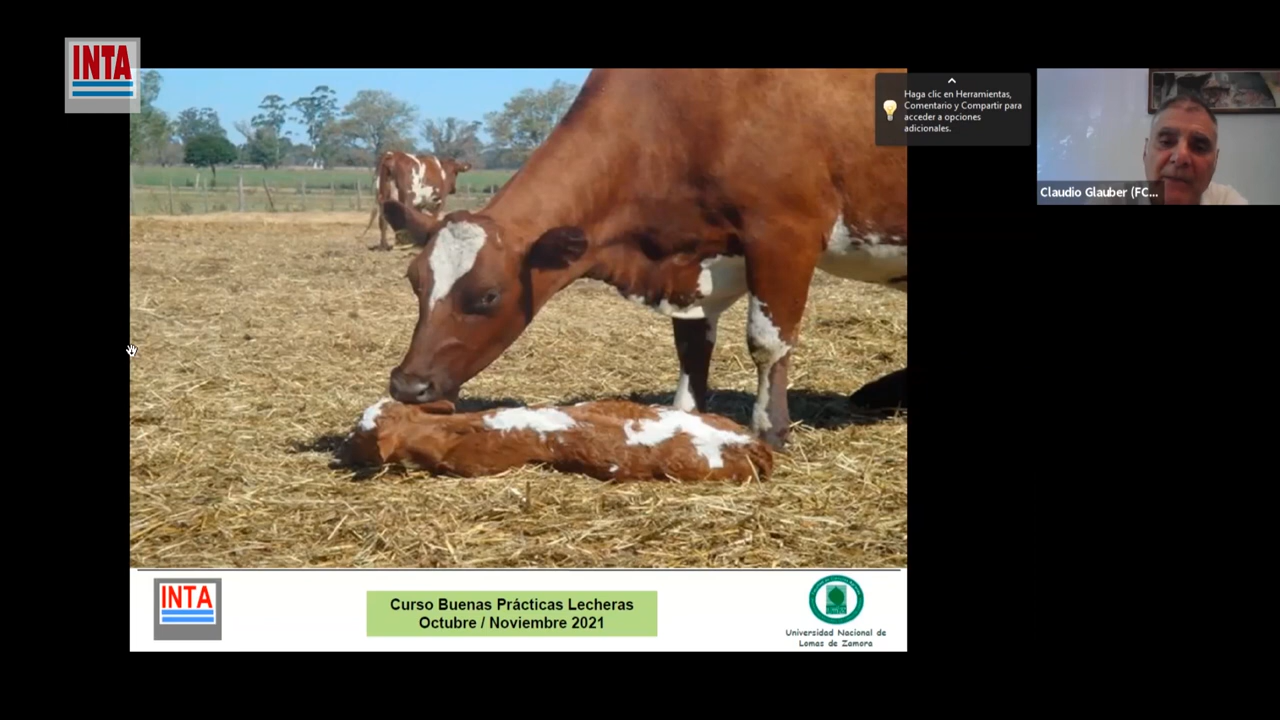 INTA
Haga clic en Herramientas,
Comentario y Compartir para
acceder a opciones
adicionales.
Claudio Glauber (FC...
INTA
Curso Buenas Prácticas Lecheras
Octubre / Noviembre 2021
Universidad Nacional de
Lomas de Zamora